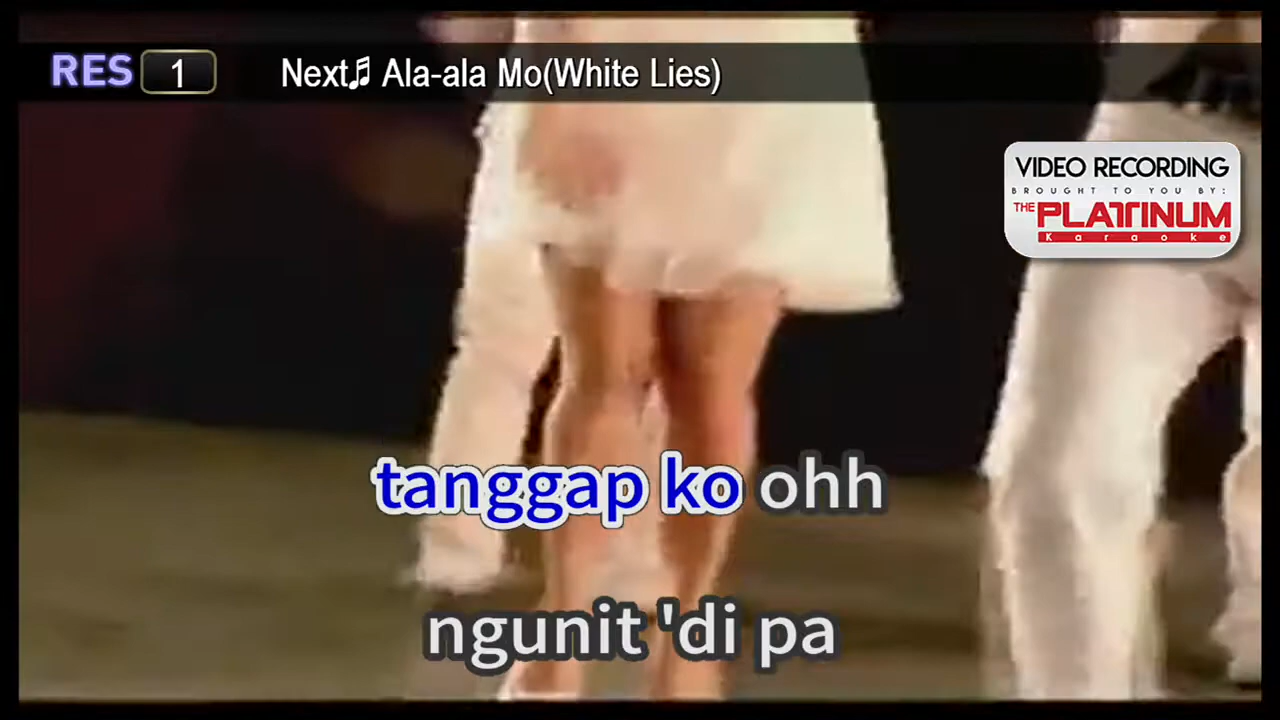 RES 1 Next♫ Ala-ala Mo(White Lies)
VIDEO RECORDING
BROUGHT TO YOU BY:
THE PLATINUM
Karaoke
tanggap ko ohh
ngunit 'di pa